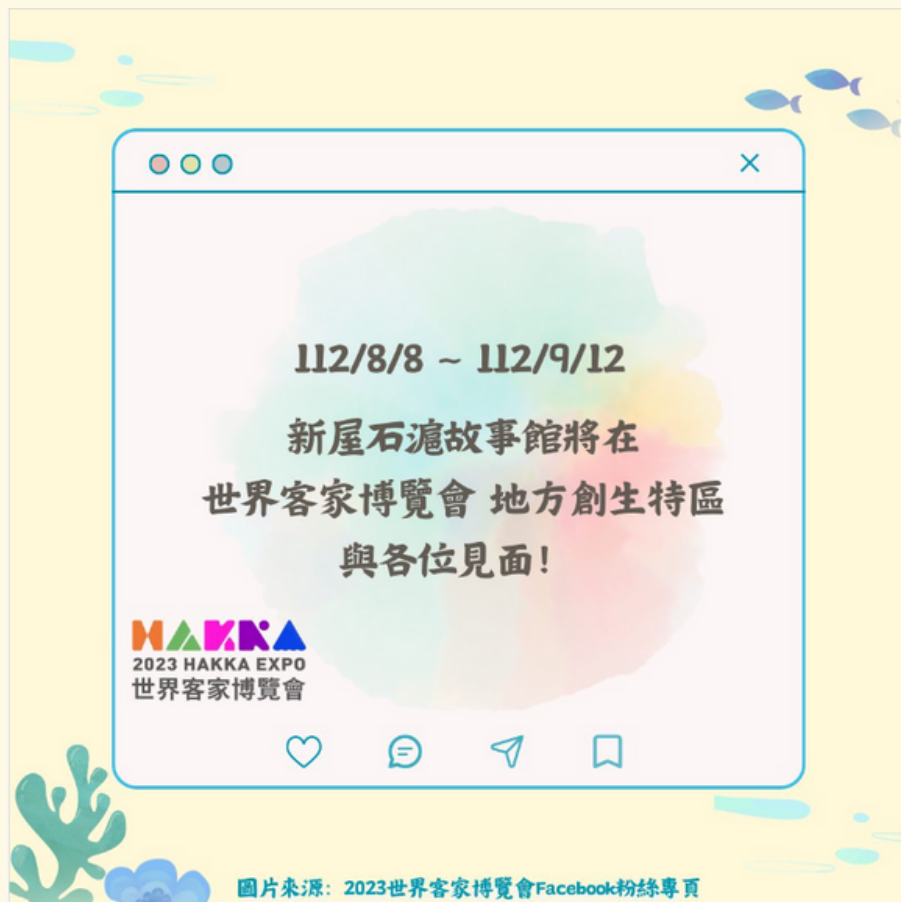 112/8/8 ~ 112/9/12
新屋石滬故事館將在
世界客家博覽會 地方創生特區
與各位見面!
HAKKA
2023 HAKKA EXPO
世界客家博覽會
圖片來源: 2023世界客家博覽會Facebook粉絲專頁